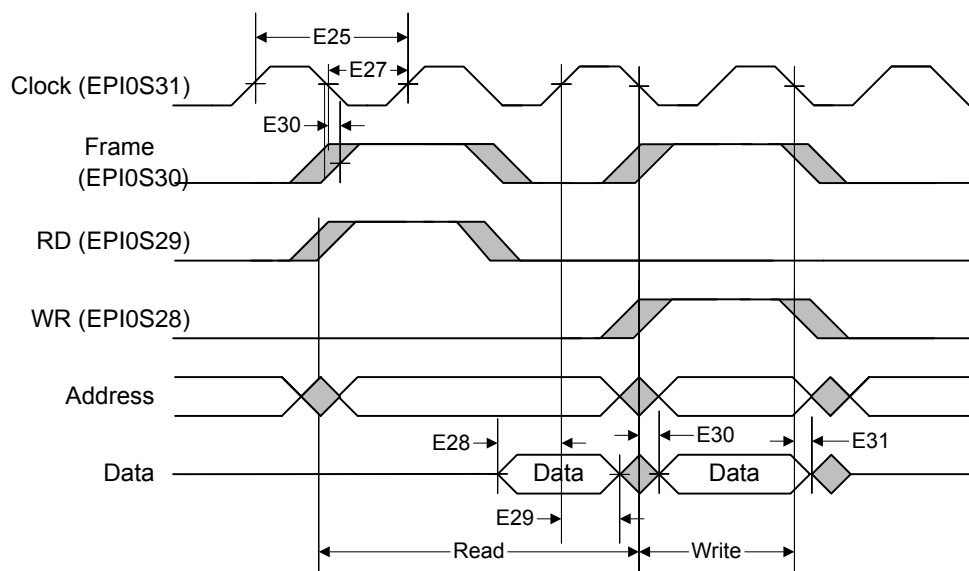 E25
Clock (EPI0S31)
E27
E30
Frame
(EPI0S30)
RD (EPI0S29)
WR (EPI0S28)
Address
E28
E30
E31
Data
Data
Data
E29
Read
Write